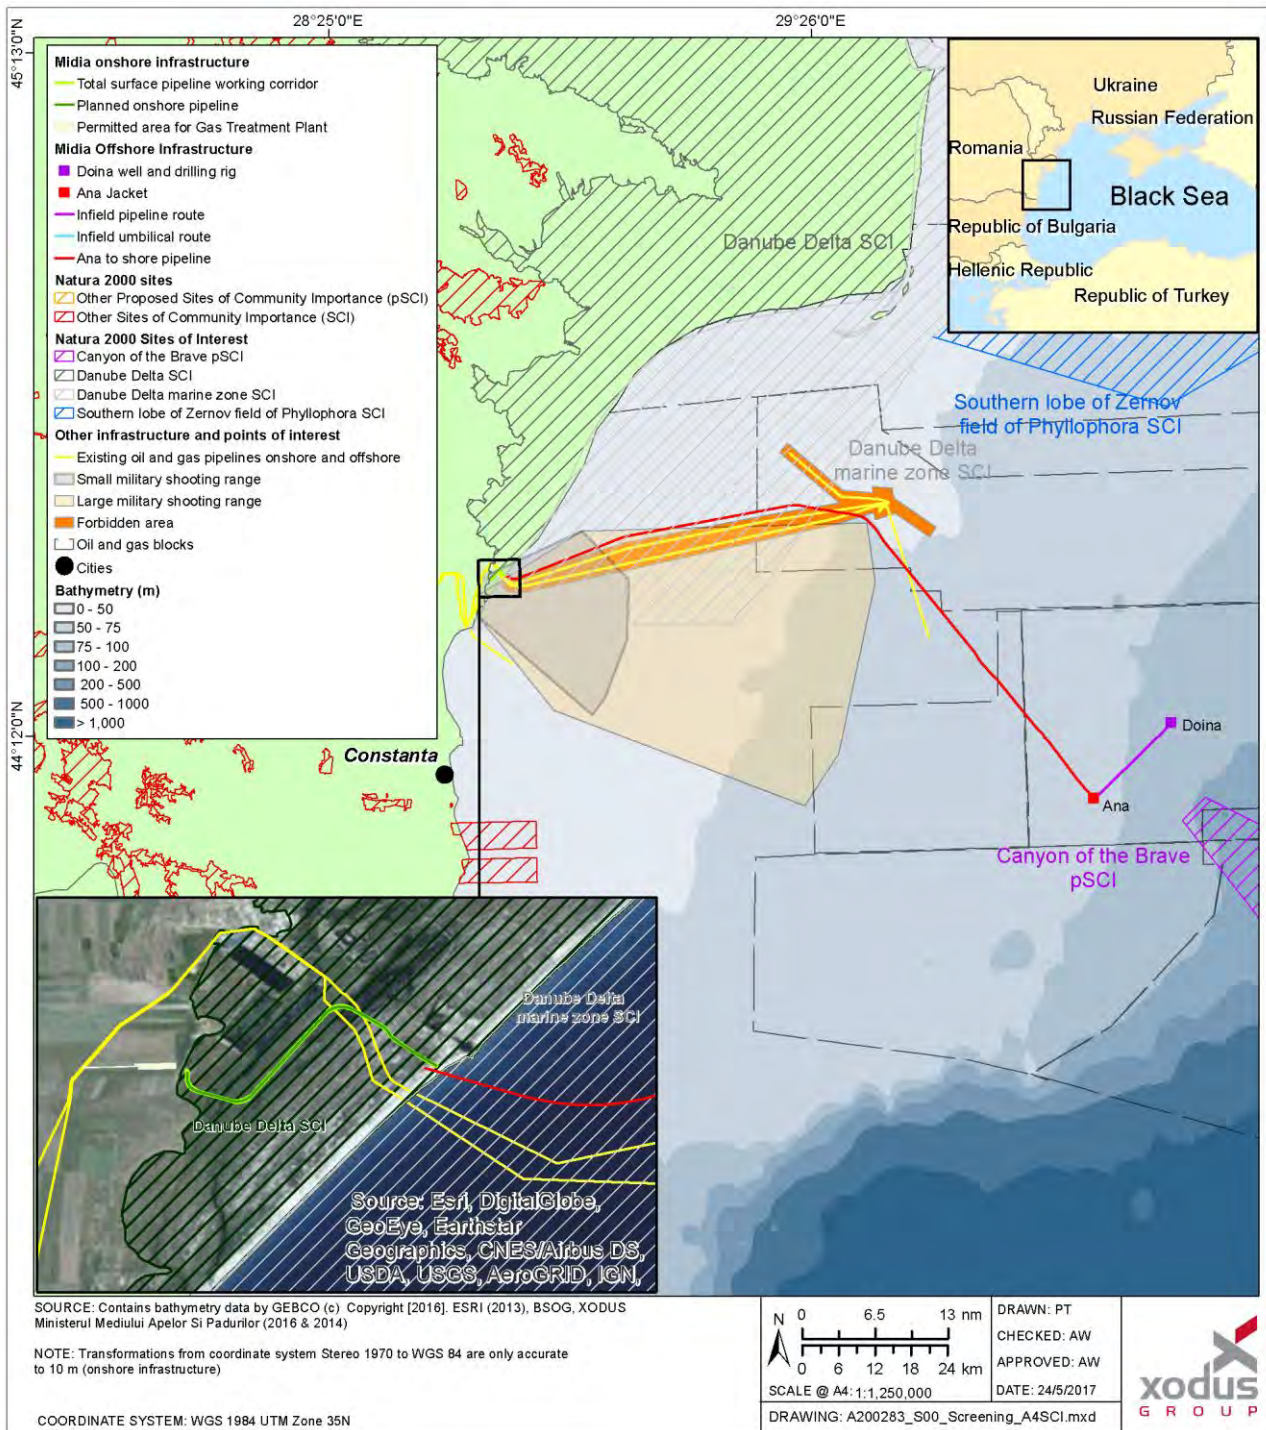 28°25'0"E
29°26'0"E
45°13'0"N
44°12'0"N
Midia onshore infrastructure
Total surface pipeline working corridor
Planned onshore pipeline
Permitted area for Gas Treatment Plant
Midia Offshore Infrastructure
Doina well and drilling rig
Ana Jacket
Infield pipeline route
Infield umbilical route
Ana to shore pipeline
Natura 2000 sites
Other Proposed Sites of Community Importance (pSCI)
Other Sites of Community Importance (SCI)
Natura 2000 Sites of Interest
Canyon of the Brave pSCI
Danube Delta SCI
Danube Delta marine zone SCI
Southern lobe of Zernov field of Phyllophora SCI
Other infrastructure and points of interest
Existing oil and gas pipelines onshore and offshore
Small military shooting range
Large military shooting range
Forbidden area
Oil and gas blocks
Cities
Bathymetry (m)
0 - 50
50 - 75
75 - 100
100 - 200
200 - 500
500 - 1000
> 1,000
Ukraine
Russian Federation
Romania
Black Sea
Republic of Bulgaria
Hellenic Republic
Republic of Turkey
Danube Delta SCI
Southern lobe of Zernov
field of Phyllophora SCI
Danube Delta
marine zone SCI
Doina
Ana
Constanta
Canyon of the Brave
pSCI
Danube Delta
marine zone SCI
Danube Delta SCI
Source: Esri, DigitalGlobe,
GeoEye, Earthstar
Geographics, CNES/Airbus DS,
USDA, USGS, AeroGRID, IGN,
SOURCE: Contains bathymetry data by GEBCO (c) Copyright [2016]. ESRI (2013), BSOG, XODUS
Ministerul Mediului Apelor Si Padurilor (2016 & 2014)
NOTE: Transformations from coordinate system Stereo 1970 to WGS 84 are only accurate
to 10 m (onshore infrastructure)
COORDINATE SYSTEM: WGS 1984 UTM Zone 35N
N
0 6.5 13 nm
0 6 12 18 24 km
SCALE @ A4: 1:1,250,000
DRAWN: PT
CHECKED: AW
APPROVED: AW
DATE: 24/5/2017
DRAWING: A200283_S00_Screening_A4SCI.mxd
xodus
GROUP